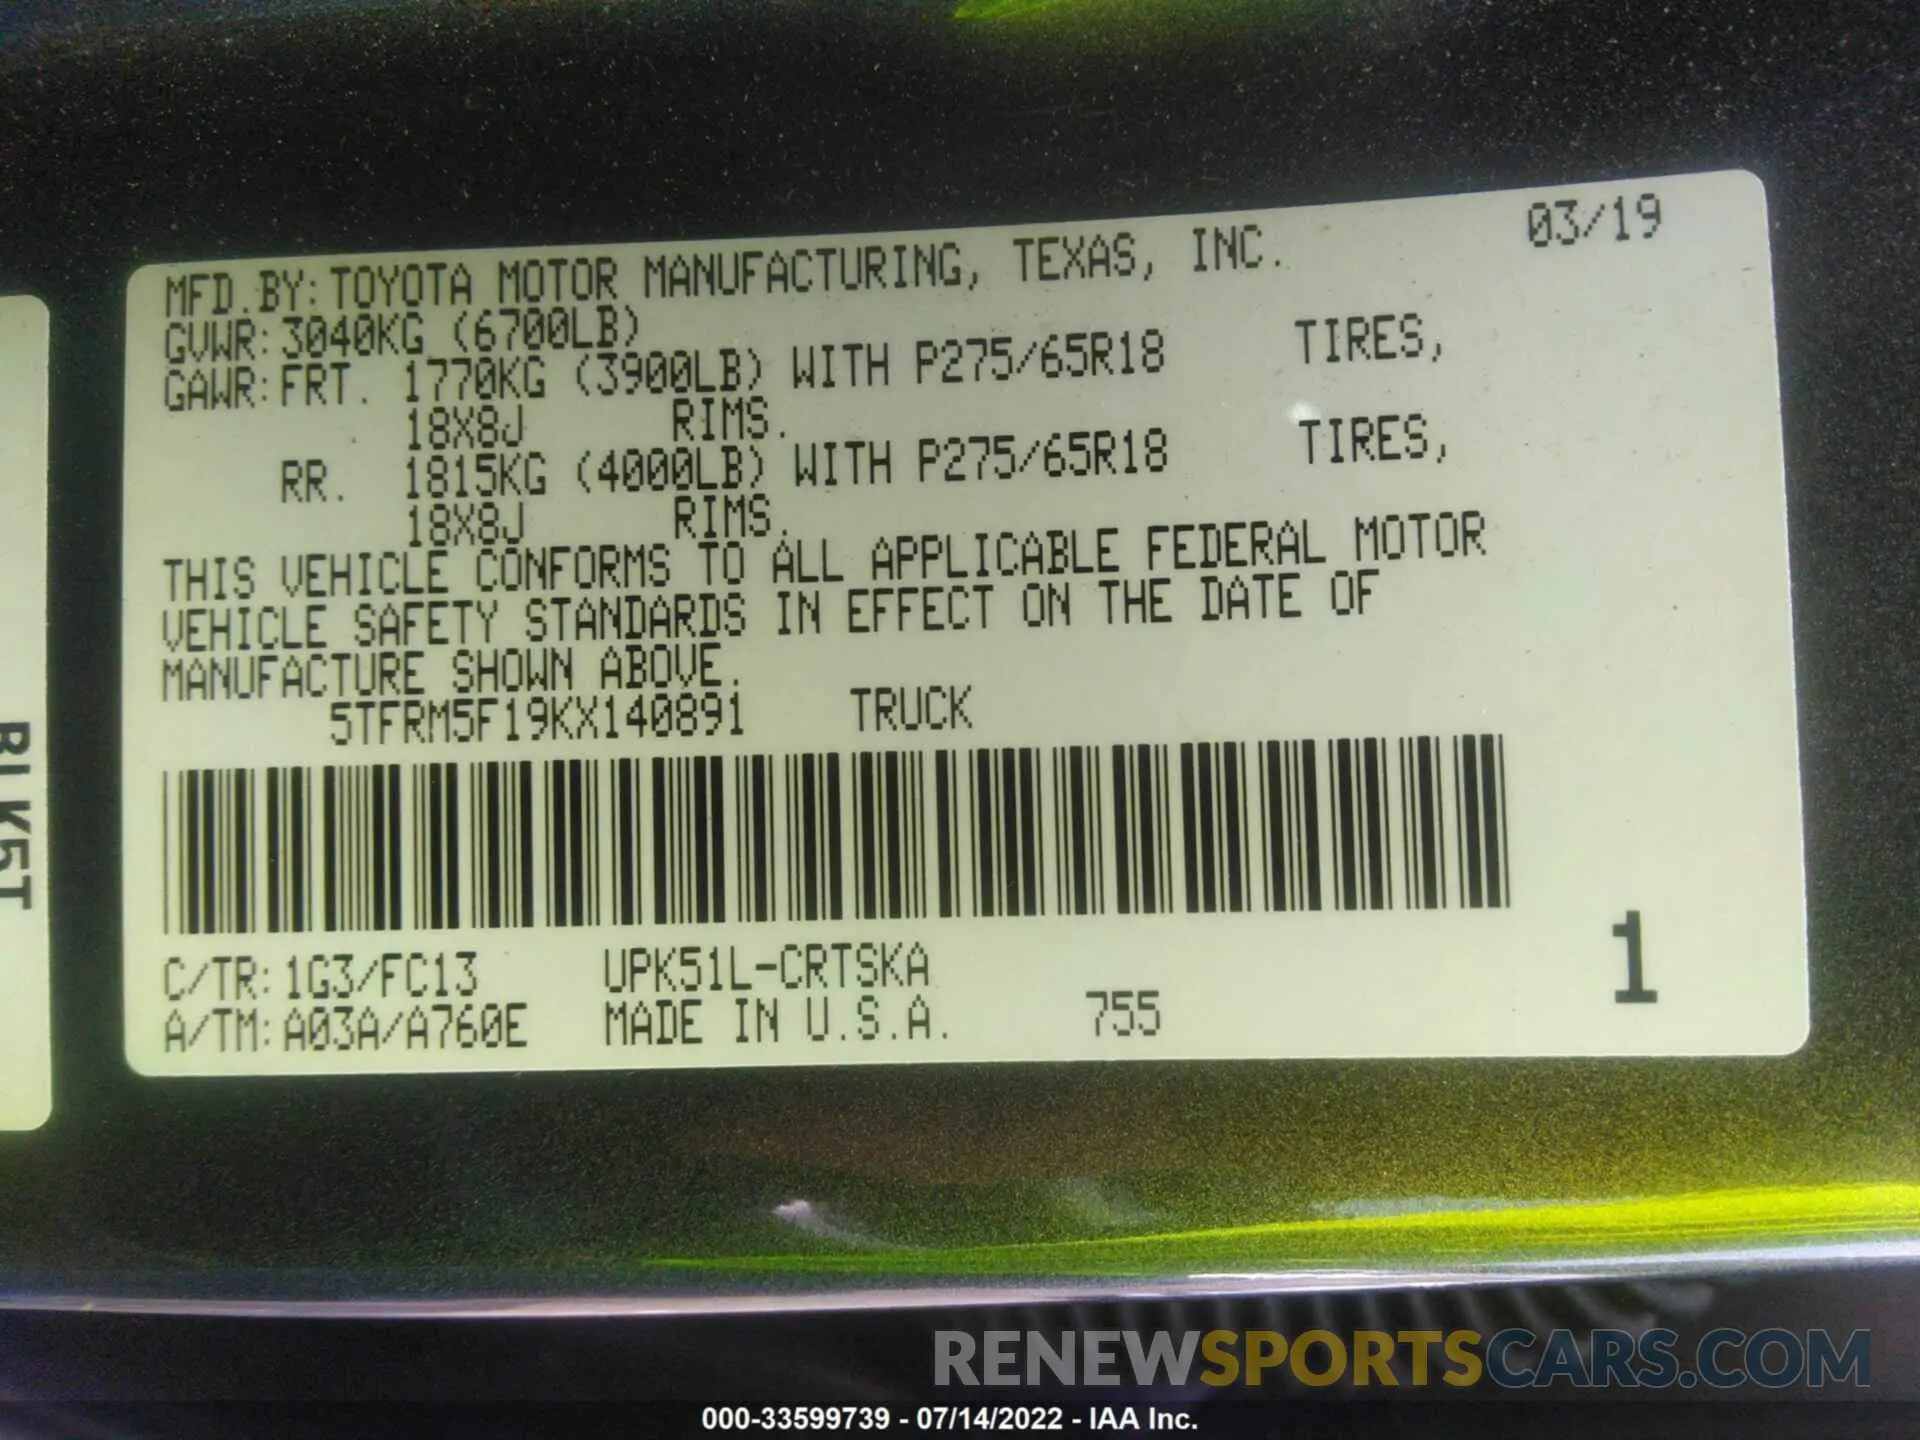 MFD.BY:TOYOTA MOTOR MANUFACTURING, TEXAS, INC. 03/19
GVWR:3040KG (6700LB)
GAWR:FRT. 1770KG (3900LB) WITH P275/65R18 TIRES,
18X8J RIMS.
RR. 1815KG (4000LB) WITH P275/65R18 TIRES,
18X8J RIMS.
THIS VEHICLE CONFORMS TO ALL APPLICABLE FEDERAL MOTOR
VEHICLE SAFETY STANDARDS IN EFFECT ON THE DATE OF
MANUFACTURE SHOWN ABOVE.
5TFRM5F19KX140891 TRUCK
C/TR:1G3/FC13 UPK51L-CRTSKA
A/TM:A03A/A760E MADE IN U.S.A. 755
1
RENEWSPORTSCARS.COM
000-33599739 - 07/14/2022 - IAA Inc.